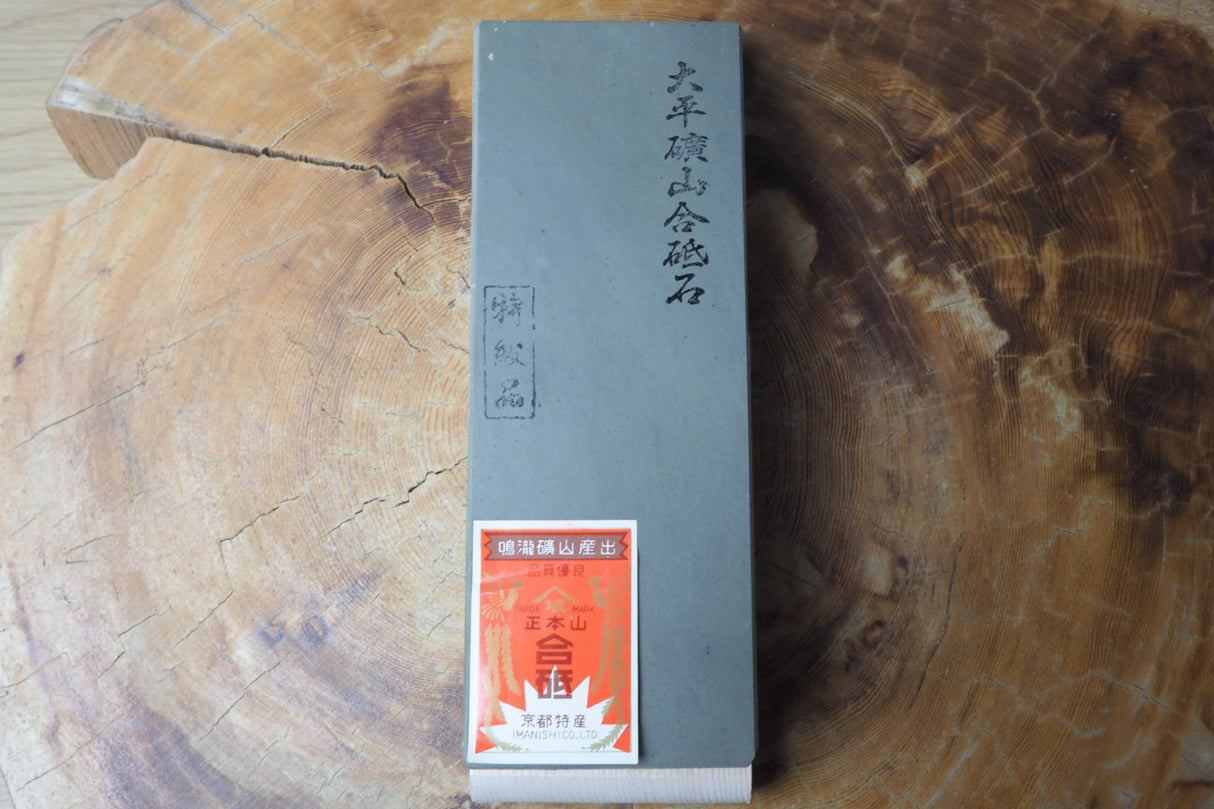 大平礦山合砥石
特級品
鳴瀧礦山産出
品質優良
TRADE MARK
正本山
合砥
京都特産
IMANISHI CO., LTD.